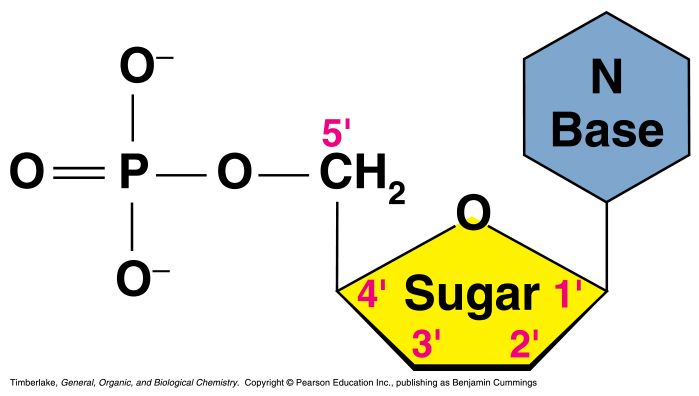 O⁻
N
Base
5'
O
P
O
CH₂
O
O⁻
4'
Sugar
1'
3'
2'
Timberlake, General, Organic, and Biological Chemistry. Copyright © Pearson Education Inc., publishing as Benjamin Cummings